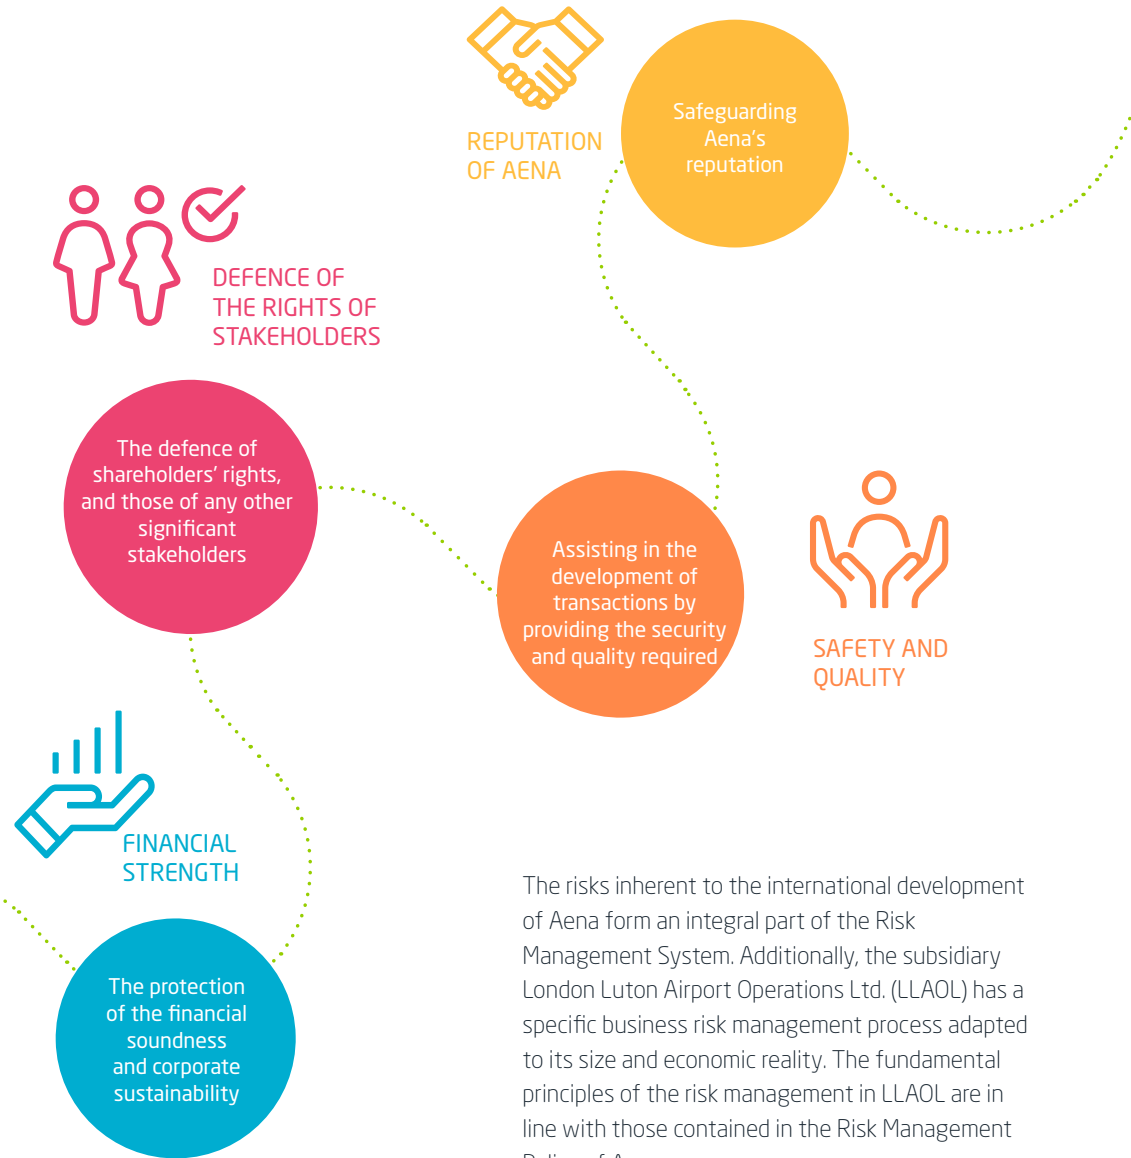 REPUTATION
OF AENA
Safeguarding
Aena's
reputation
DEFENCE OF
THE RIGHTS OF
STAKEHOLDERS
The defence of
shareholders' rights,
and those of any other
significant
stakeholders
Assisting in the
development of
transactions by
providing the security
and quality required
SAFETY AND
QUALITY
FINANCIAL
STRENGTH
The protection
of the financial
soundness
and corporate
sustainability
The risks inherent to the international development
of Aena form an integral part of the Risk
Management System. Additionally, the subsidiary
London Luton Airport Operations Ltd. (LLAOL) has a
specific business risk management process adapted
to its size and economic reality. The fundamental
principles of the risk management in LLAOL are in
line with those contained in the Risk Management